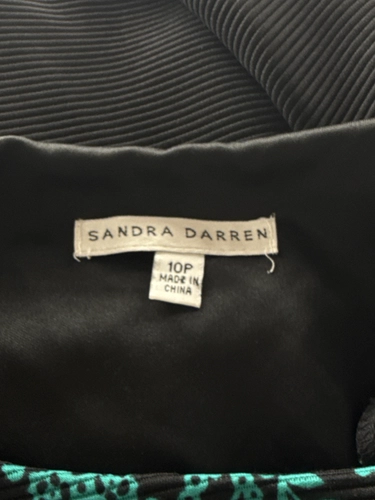 SANDRA DARREN
10P
MADE IN
CHINA